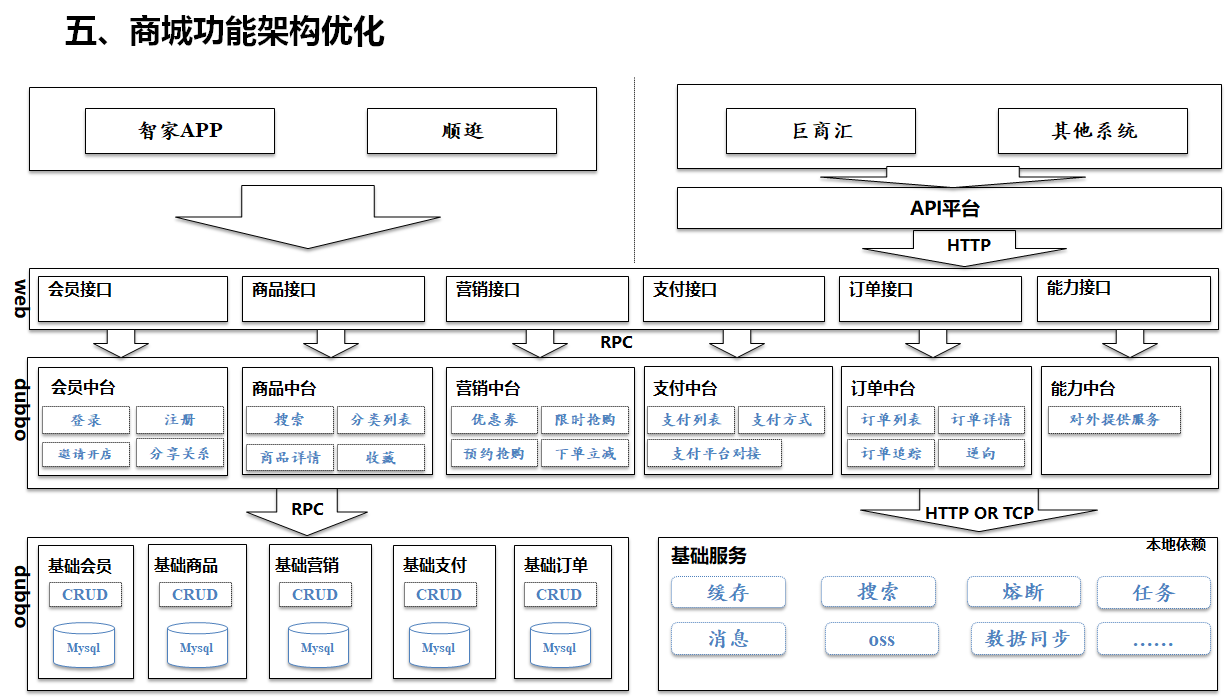 五、商城功能架构优化
智家APP
顺逛
巨商汇
其他系统
API平台
HTTP
web
会员接口
商品接口
营销接口
支付接口
订单接口
能力接口
RPC
dubbo
会员中台
登录
注册
邀请开店
分享关系
商品中台
搜索
分类列表
商品详情
收藏
营销中台
优惠券
限时抢购
预约抢购
下单立减
支付中台
支付列表
支付方式
支付平台对接
订单中台
订单列表
订单详情
订单追踪
逆向
能力中台
对外提供服务
RPC
HTTP OR TCP
dubbo
基础会员
CRUD
Mysql
基础商品
CRUD
Mysql
基础营销
CRUD
Mysql
基础支付
CRUD
Mysql
基础订单
CRUD
Mysql
基础服务
本地依赖
缓存
搜索
熔断
任务
消息
oss
数据同步
……